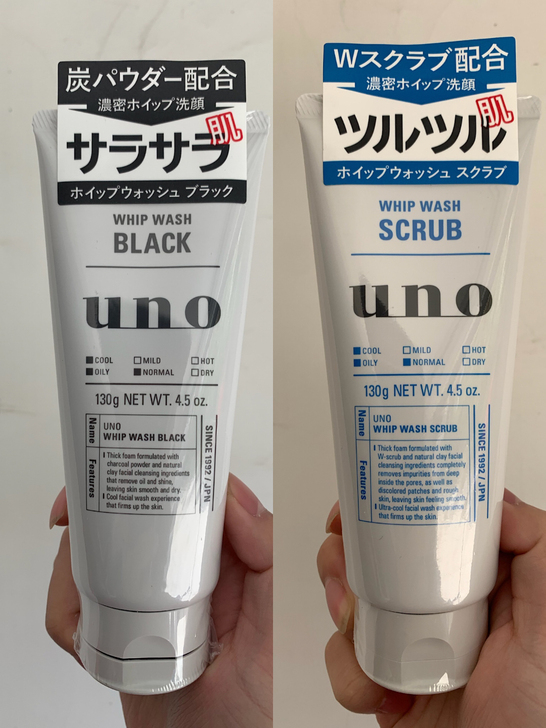 炭パウダー配合
濃密ホイップ洗顔
サラサラ肌
ホイップウォッシュ ブラック
WHIP WASH
BLACK
uno
COOL MILD HOT
OILY NORMAL DRY
130g NET WT. 4.5 oz.
Name
UNO
WHIP WASH BLACK
Features
Thick foam formulated with
charcoal powder and natural
clay facial cleansing ingredients
that remove oil and shine,
leaving skin smooth and dry.
Cool facial wash experience
that firms up the skin.
SINCE 1992 / JPN
Wスクラブ配合
濃密ホイップ洗顔
ツルツル肌
ホイップウォッシュ スクラブ
WHIP WASH
SCRUB
uno
COOL MILD HOT
OILY NORMAL DRY
130g NET WT. 4.5 oz.
Name
UNO
WHIP WASH SCRUB
Features
Thick foam formulated with
W-scrub and natural clay facial
cleansing ingredients completely
removes impurities from deep
inside the pores, as well as
discolored patches and rough
skin, leaving skin feeling smooth.
Ultra-cool facial wash experience
that firms up the skin.
SINCE 1992 / JPN